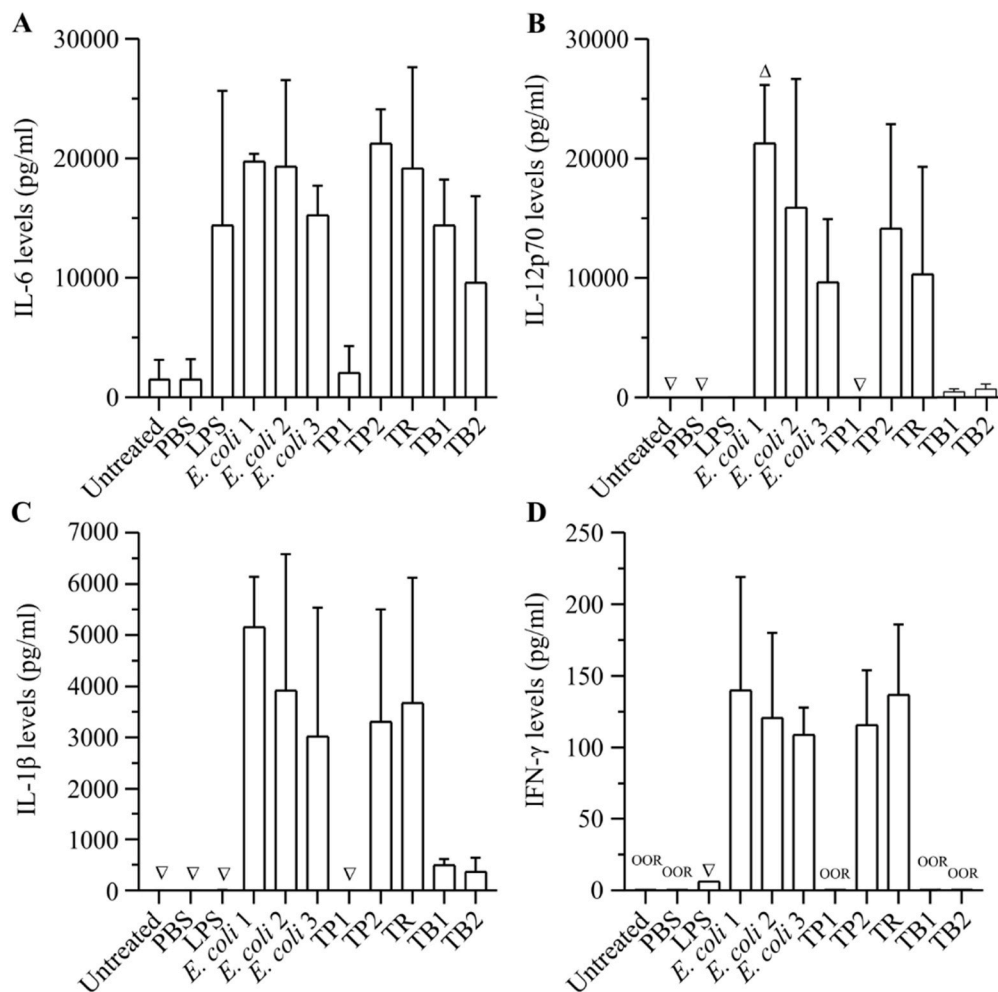 A
IL-6 levels (pg/ml)
30000
20000
10000
0
Untreated
PBS
LPS
E. coli 1
E. coli 2
E. coli 3
TP1
TP2
TR
TB1
TB2
B
IL-12p70 levels (pg/ml)
30000
20000
10000
0
Δ
∇ ∇ ∇
Untreated
PBS
LPS
E. coli 1
E. coli 2
E. coli 3
TP1
TP2
TR
TB1
TB2
C
IL-1β levels (pg/ml)
7000
6000
5000
4000
3000
2000
1000
0
∇ ∇ ∇ ∇
Untreated
PBS
LPS
E. coli 1
E. coli 2
E. coli 3
TP1
TP2
TR
TB1
TB2
D
IFN-γ levels (pg/ml)
250
200
150
100
50
0
OOR
OOR
∇
OOR
OOR
OOR
Untreated
PBS
LPS
E. coli 1
E. coli 2
E. coli 3
TP1
TP2
TR
TB1
TB2